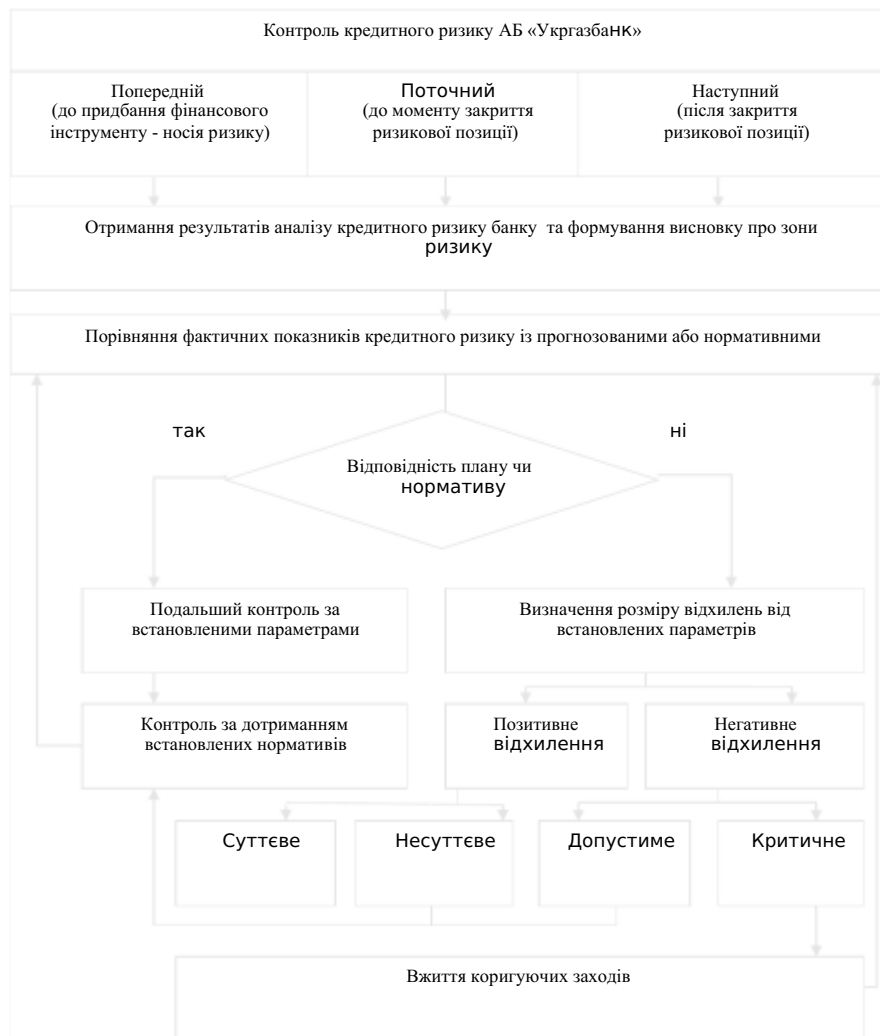 Контроль кредитного ризику АБ «Укргазбанк»
Попередній
(до придбання фінансового
інструменту - носія ризику)
Поточний
(до моменту закриття
ризикової позиції)
Наступний
(після закриття
ризикової позиції)
Отримання результатів аналізу кредитного ризику банку та формування висновку про зони
ризику
Порівняння фактичних показників кредитного ризику із прогнозованими або нормативними
так
ні
Відповідність плану чи
нормативу
Подальший контроль за
встановленими параметрами
Визначення розміру відхилень від
встановлених параметрів
Контроль за дотриманням
встановлених нормативів
Позитивне
відхилення
Негативне
відхилення
Суттєве
Несуттєве
Допустиме
Критичне
Вжиття коригуючих заходів